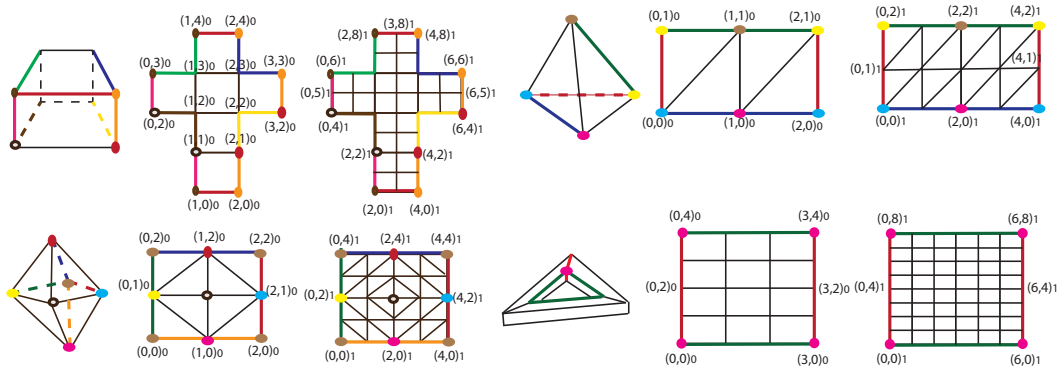 (1,4)0 (2,4)0
(0,3)0 (1,3)0 (2,3)0 (3,3)0
(1,2)0 (2,2)0
(0,2)0 (3,2)0
(1,1)0 (2,1)0
(1,0)0 (2,0)0
(3,8)1
(2,8)1 (4,8)1
(0,6)1 (6,6)1
(0,5)1 (6,5)1
(0,4)1 (6,4)1
(2,2)1 (4,2)1
(2,0)1 (4,0)1
(0,1)0 (1,1)0 (2,1)0
(0,0)0 (1,0)0 (2,0)0
(0,2)1 (2,2)1 (4,2)1
(0,1)1 (4,1)1
(0,0)1 (2,0)1 (4,0)1
(0,2)0 (1,2)0 (2,2)0
(0,1)0 (2,1)0
(0,0)0 (1,0)0 (2,0)0
(0,4)1 (2,4)1 (4,4)1
(0,2)1 (4,2)1
(0,0)1 (2,0)1 (4,0)1
(0,4)0 (3,4)0
(0,2)0 (3,2)0
(0,0)0 (3,0)0
(0,8)1 (6,8)1
(0,4)1 (6,4)1
(0,0)1 (6,0)1